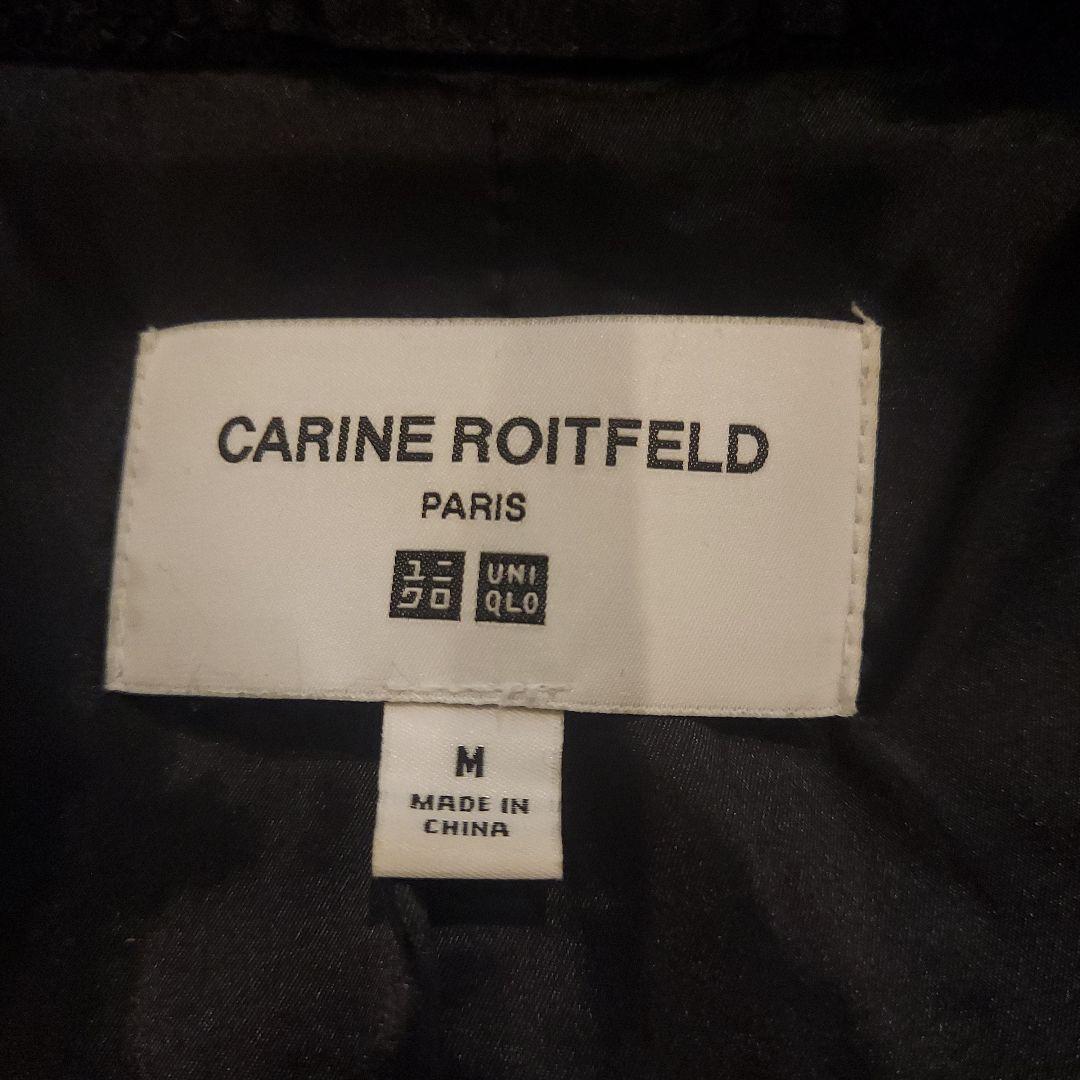 CARINE ROITFELD
PARIS
ユニ
クロ
UNI
QLO
M
MADE IN
CHINA